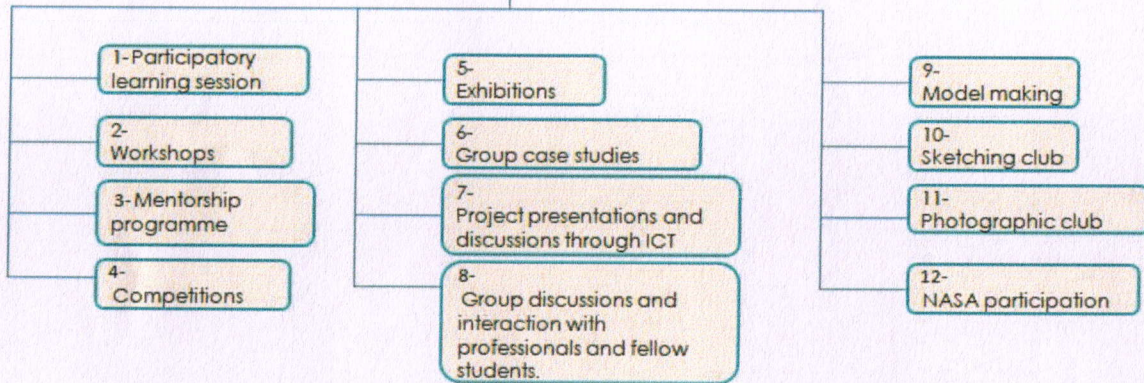 1-Participatory
learning session
2-
Workshops
3-Mentorship
programme
4-
Competitions
5-
Exhibitions
6-
Group case studies
7-
Project presentations and
discussions through ICT
8-
Group discussions and
interaction with
professionals and fellow
students.
9-
Model making
10-
Sketching club
11-
Photographic club
12-
NASA participation